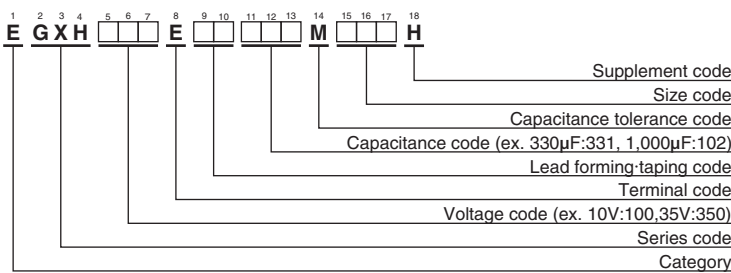 1 2 3 4 5 6 7 8 9 10 11 12 13 14 15 16 17 18
E GXH E M H
Supplement code
Size code
Capacitance tolerance code
Capacitance code (ex. 330μF:331, 1,000μF:102)
Lead forming·taping code
Terminal code
Voltage code (ex. 10V:100,35V:350)
Series code
Category